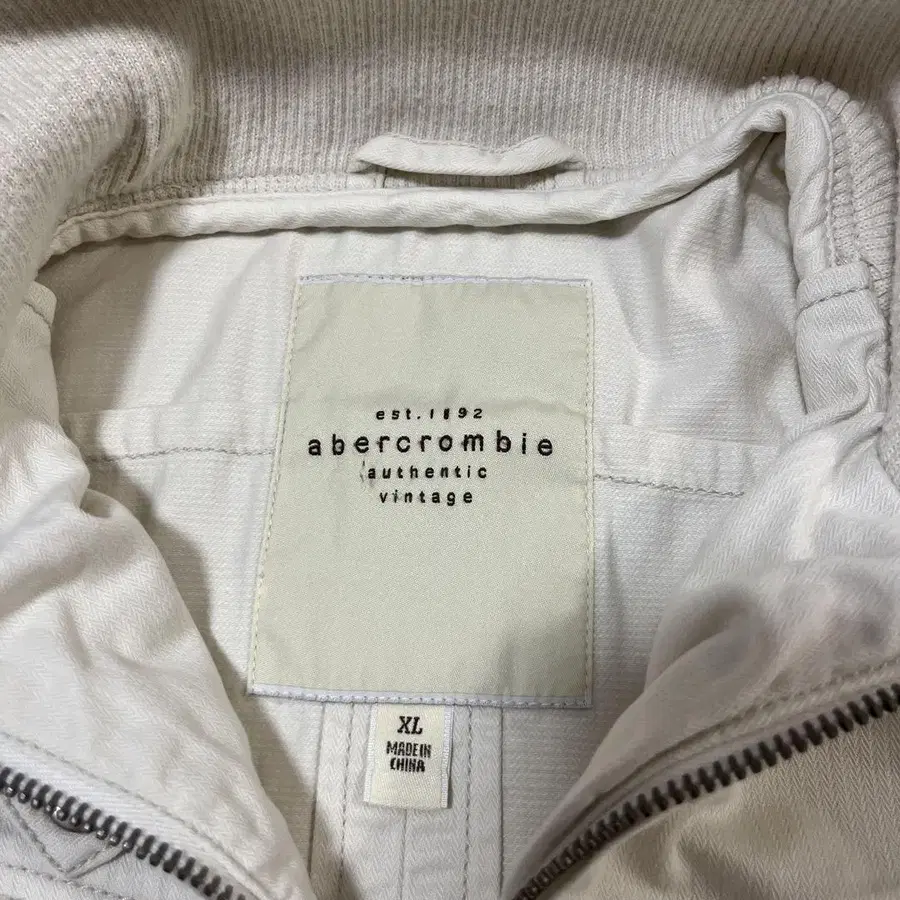 est. 1892
abercrombie
authentic
vintage
XL
MADE IN
CHINA